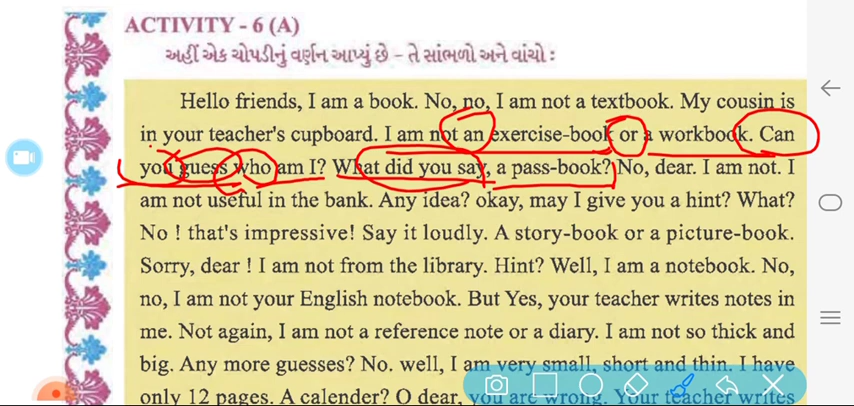 ACTIVITY - 6 (A)
અહીં એક ચોપડીનું વર્ણન આપ્યું છે – તે સાંભળો અને વાંચો :
Hello friends, I am a book. No, no, I am not a textbook. My cousin is
in your teacher's cupboard. I am not an exercise-book or a workbook. Can
you guess who am I? What did you say, a pass-book? No, dear. I am not. I
am not useful in the bank. Any idea? okay, may I give you a hint? What?
No ! that's impressive! Say it loudly. A story-book or a picture-book.
Sorry, dear ! I am not from the library. Hint? Well, I am a notebook. No,
no, I am not your English notebook. But Yes, your teacher writes notes in
me. Not again, I am not a reference note or a diary. I am not so thick and
big. Any more guesses? No. well, I am very small, short and thin. I have
only 12 pages. A calender? O dear, you are wrong. Your teacher writes